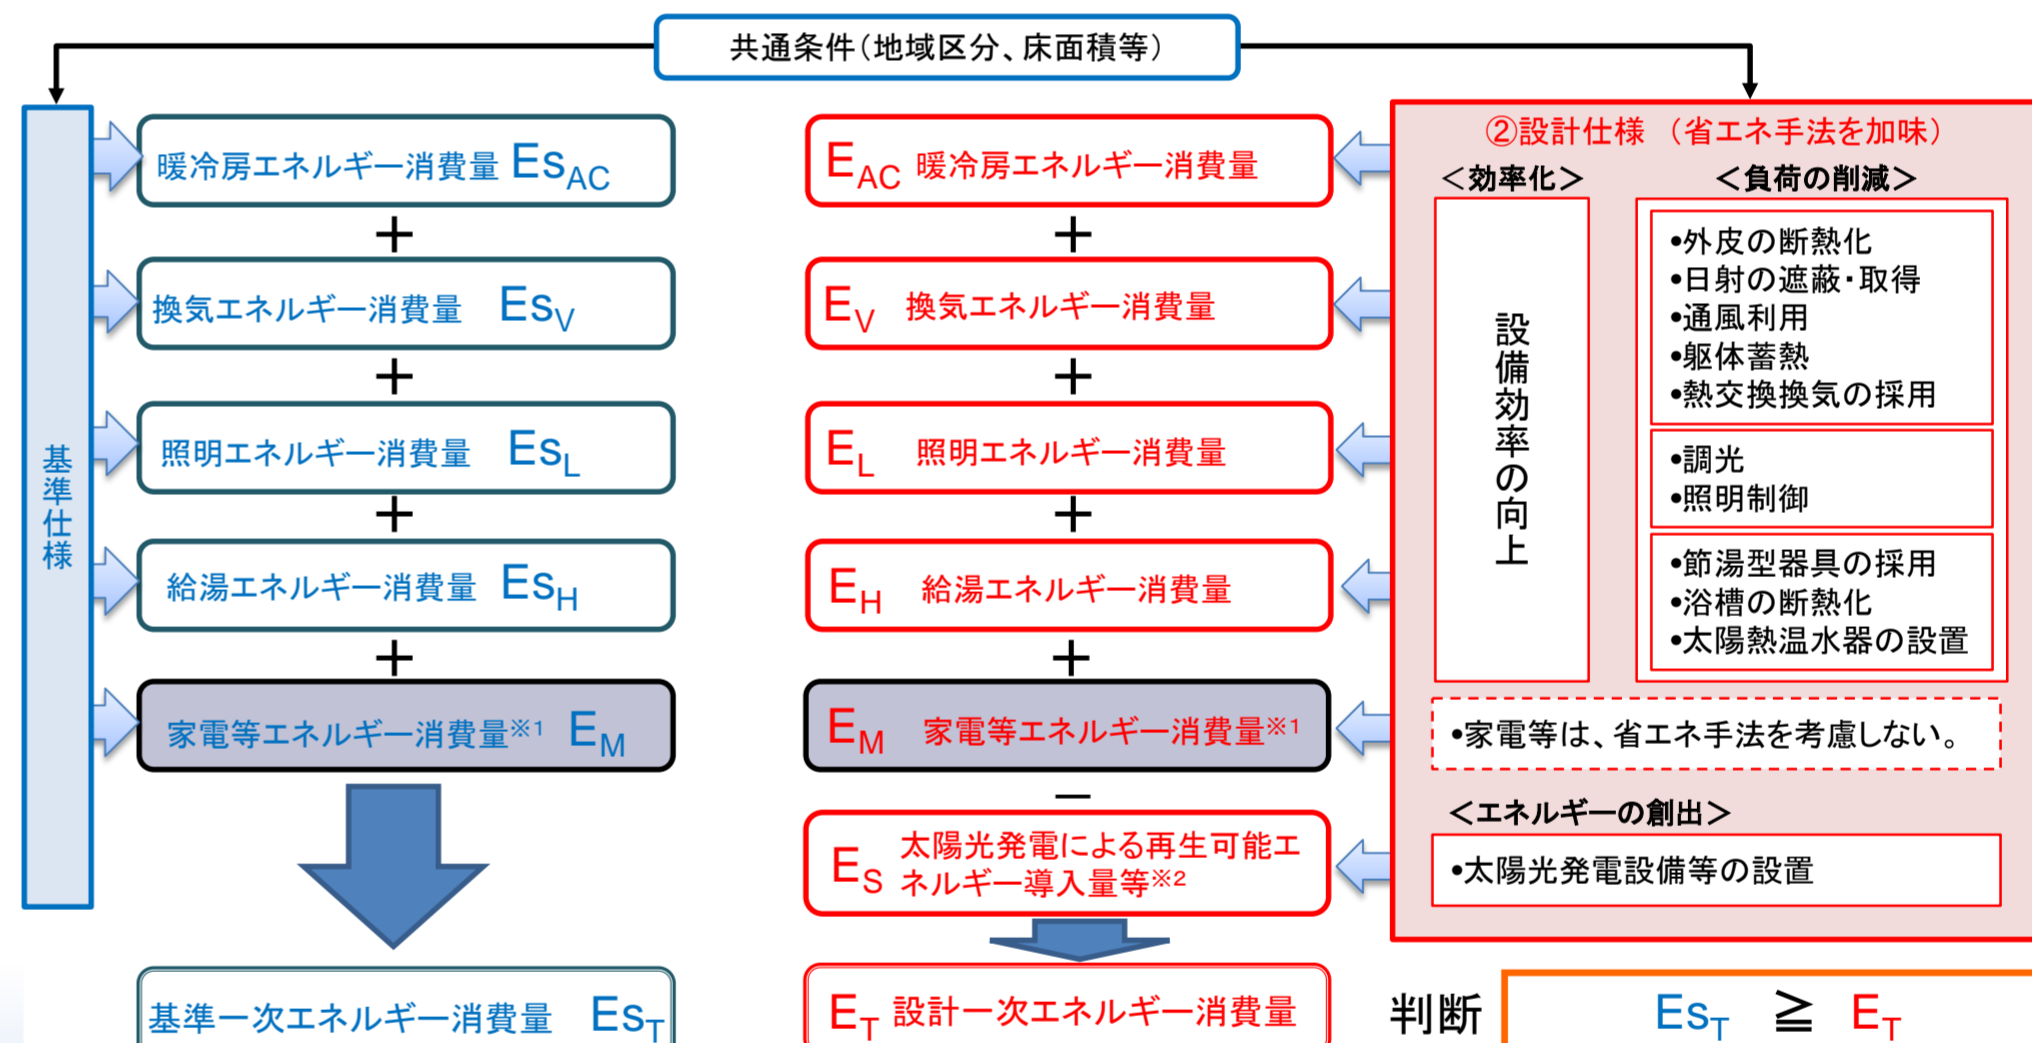 共通条件(地域区分、床面積等)
基準仕様
暖冷房エネルギー消費量 EsAC
+
換気エネルギー消費量 EsV
+
照明エネルギー消費量 EsL
+
給湯エネルギー消費量 EsH
+
家電等エネルギー消費量※1 EM
基準一次エネルギー消費量 EsT
EAC 暖冷房エネルギー消費量
+
EV 換気エネルギー消費量
+
EL 照明エネルギー消費量
+
EH 給湯エネルギー消費量
+
EM 家電等エネルギー消費量※1
−
ES 太陽光発電による再生可能エ
ネルギー導入量等※2
ET 設計一次エネルギー消費量
②設計仕様 (省エネ手法を加味)
<効率化>
設備効率の向上
<負荷の削減>
•外皮の断熱化
•日射の遮蔽・取得
•通風利用
•躯体蓄熱
•熱交換換気の採用
•調光
•照明制御
•節湯型器具の採用
•浴槽の断熱化
•太陽熱温水器の設置
•家電等は、省エネ手法を考慮しない。
<エネルギーの創出>
•太陽光発電設備等の設置
判断
EsT ≧ ET